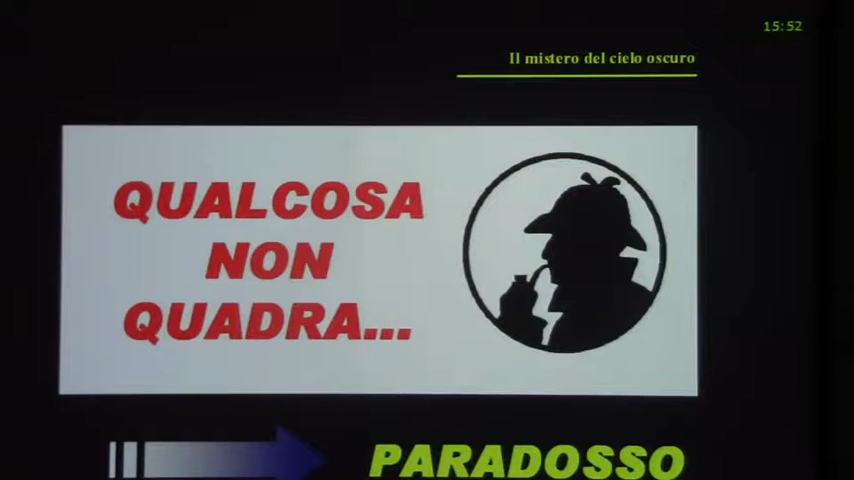 15:52
Il mistero del cielo oscuro
QUALCOSA
NON
QUADRA...
PARADOSSO